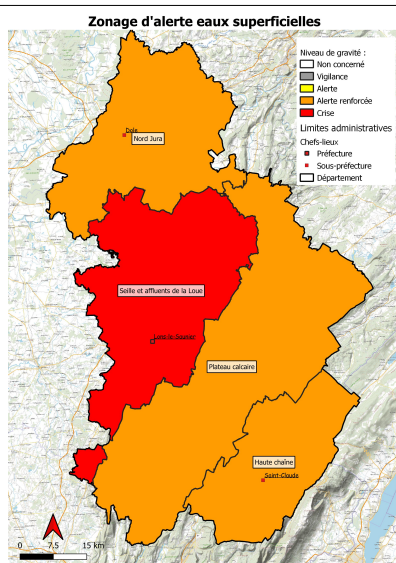 Zonage d'alerte eaux superficielles
Niveau de gravité :
Non concerné
Vigilance
Alerte
Alerte renforcée
Crise
Limites administratives
Chefs-lieux
Préfecture
Sous-préfecture
Département
Dole
Nord Jura
Seille et affluents de la Loue
Lons-le-Saunier
Plateau calcaire
Haute chaîne
Saint-Claude
0 7,5 15 km